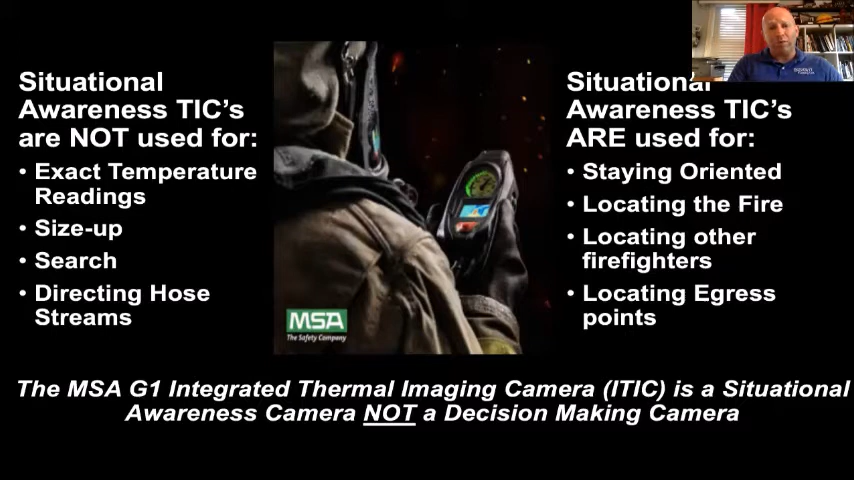 Situational
Awareness TIC's
are NOT used for:
• Exact Temperature
Readings
• Size-up
• Search
• Directing Hose
Streams
MSA
The Safety Company
Situational
Awareness TIC's
ARE used for:
• Staying Oriented
• Locating the Fire
• Locating other
firefighters
• Locating Egress
points
The MSA G1 Integrated Thermal Imaging Camera (ITIC) is a Situational
Awareness Camera NOT a Decision Making Camera